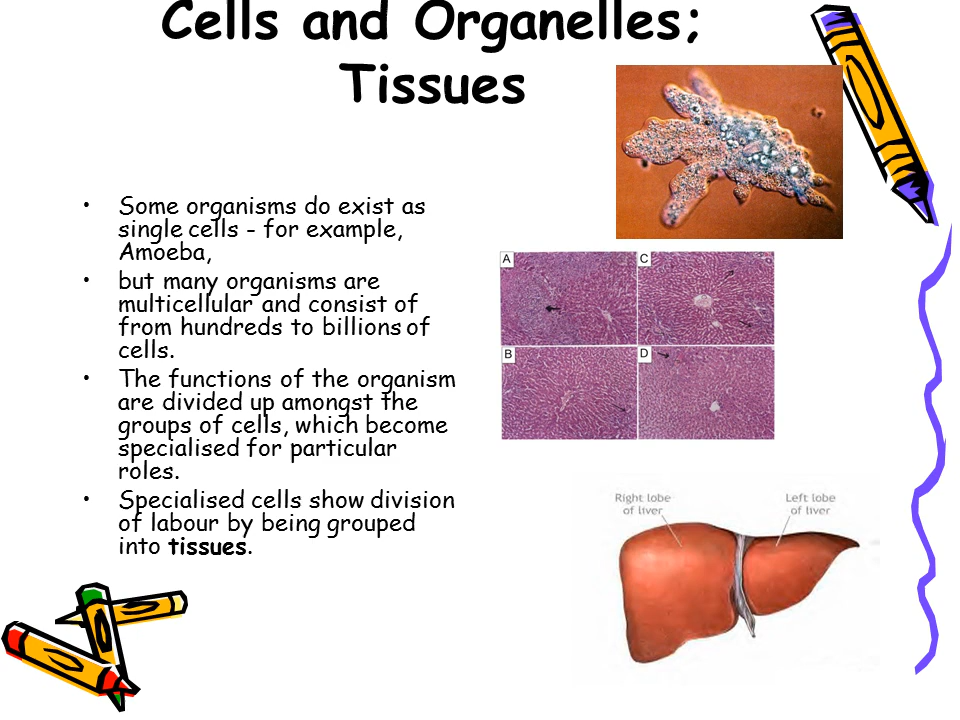 Cells and Organelles;
Tissues
• Some organisms do exist as
single cells - for example,
Amoeba,
• but many organisms are
multicellular and consist of
from hundreds to billions of
cells.
• The functions of the organism
are divided up amongst the
groups of cells, which become
specialised for particular
roles.
• Specialised cells show division
of labour by being grouped
into tissues.
A
C
B
D
Right lobe
of liver
Left lobe
of liver